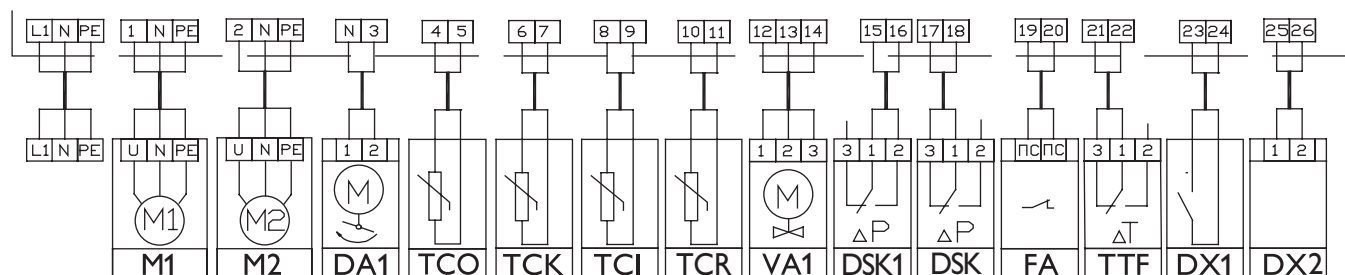 L1 N PE 1 N PE 2 N PE N 3 4 5 6 7 8 9 10 11 12 13 14 15 16 17 18 19 20 21 22 23 24 25 26
L1 N PE U N PE U N PE 1 2 1 2 3 3 1 2 3 1 2 ПС ПС 3 1 2 1 2
M1 M2 M M
ΔP ΔP ΔT
M1 M2 DA1 TCO TCK TCI TCR VA1 DSK1 DSK FA TTF DX1 DX2